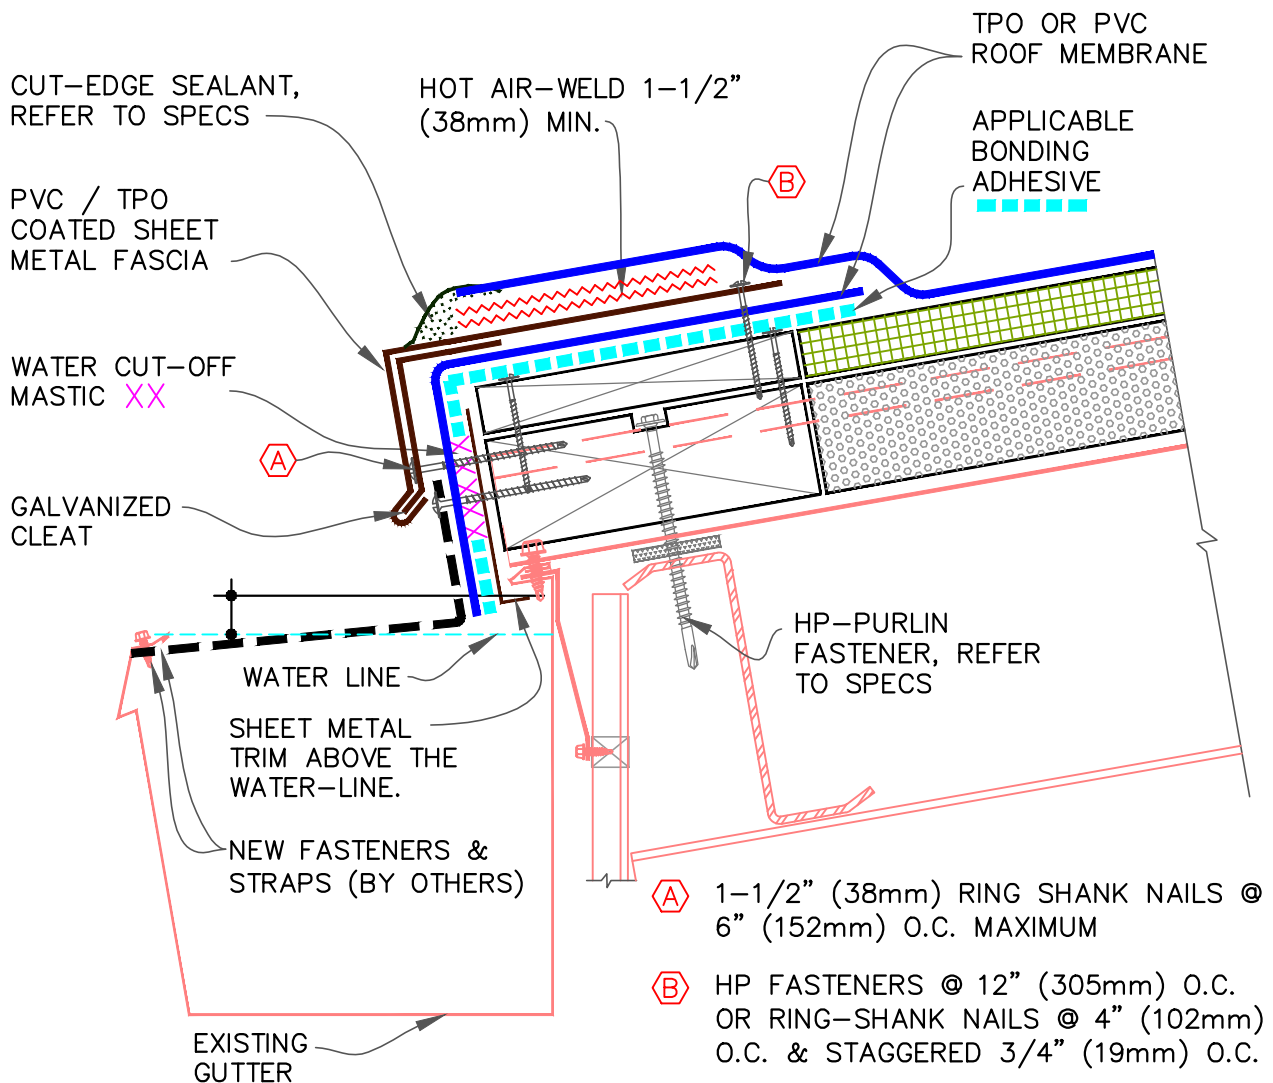 TPO OR PVC
ROOF MEMBRANE
CUT-EDGE SEALANT,
REFER TO SPECS
HOT AIR-WELD 1-1/2"
(38mm) MIN.
APPLICABLE
BONDING
ADHESIVE
B
PVC / TPO
COATED SHEET
METAL FASCIA
WATER CUT-OFF
MASTIC XX
A
GALVANIZED
CLEAT
HP-PURLIN
FASTENER, REFER
TO SPECS
WATER LINE
SHEET METAL
TRIM ABOVE THE
WATER-LINE.
NEW FASTENERS &
STRAPS (BY OTHERS)
A 1-1/2" (38mm) RING SHANK NAILS @
6" (152mm) O.C. MAXIMUM
B HP FASTENERS @ 12" (305mm) O.C.
OR RING-SHANK NAILS @ 4" (102mm)
O.C. & STAGGERED 3/4" (19mm) O.C.
EXISTING
GUTTER